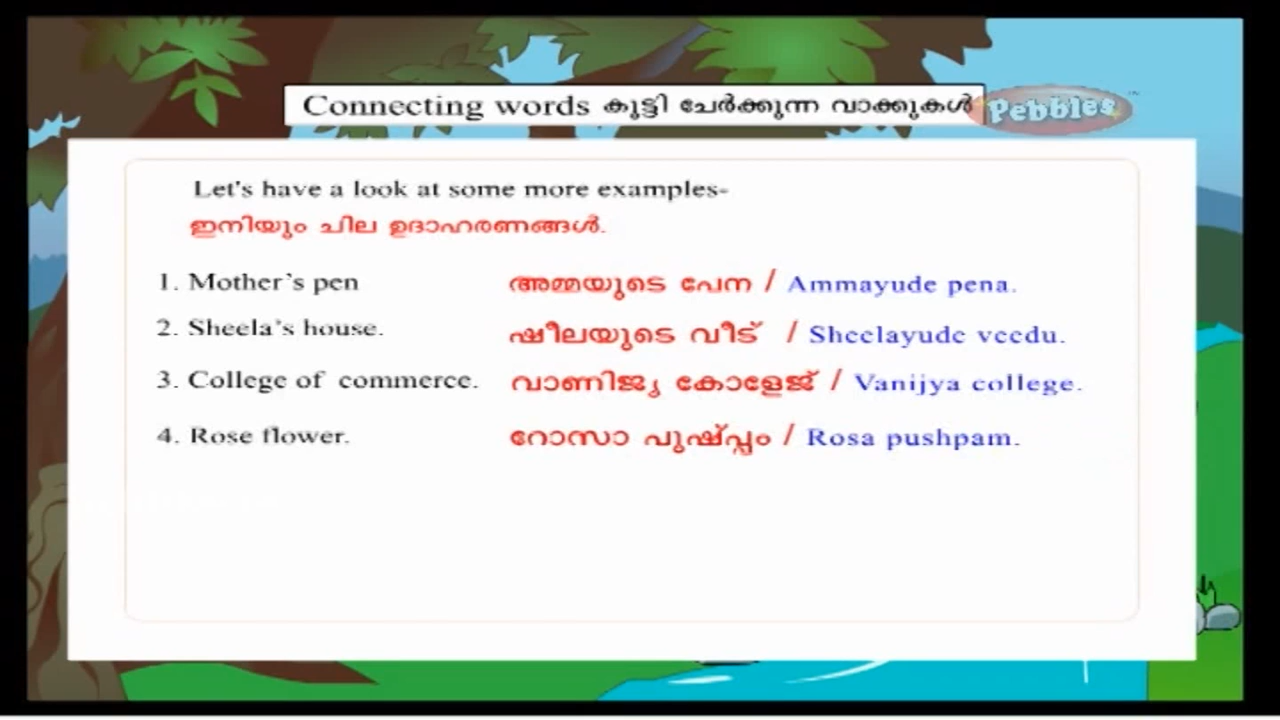 Connecting words കൂട്ടി ചേർക്കുന്ന വാക്കുകൾ
Pebbles
Let's have a look at some more examples-
ഇനിയും ചില ഉദാഹരണങ്ങൾ.
1. Mother's pen അമ്മയുടെ പേന / Ammayude pena.
2. Sheela's house. ഷീലയുടെ വീട് / Sheelayude veedu.
3. College of commerce. വാണിജ്യ കോളേജ് / Vanijya college.
4. Rose flower. റോസാ പുഷ്പ്പം / Rosa pushpam.